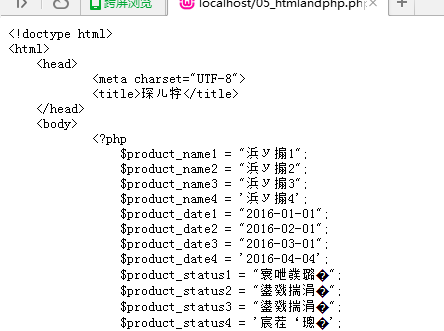 跨屏浏览 localhost/05_htmlandphp.ph
<!doctype html>
<html>
<head>
<meta charset="UTF-8">
<title>琛ㄦ牸</title>
</head>
<body>
<?php
$product_name1 = "浜у搧1";
$product_name2 = "浜у搧2";
$product_name3 = "浜у搧3";
$product_name4 = '浜у搧4';
$product_date1 = "2016-01-01";
$product_date2 = "2016-02-01";
$product_date3 = "2016-03-01";
$product_date4 = '2016-04-04';
$product_status1 = "寰呭彂璐�";
$product_status2 = "鍙戣揣涓�";
$product_status3 = "鍙戣揣涓�";
$product_status4 = '宸茬‘璁�';